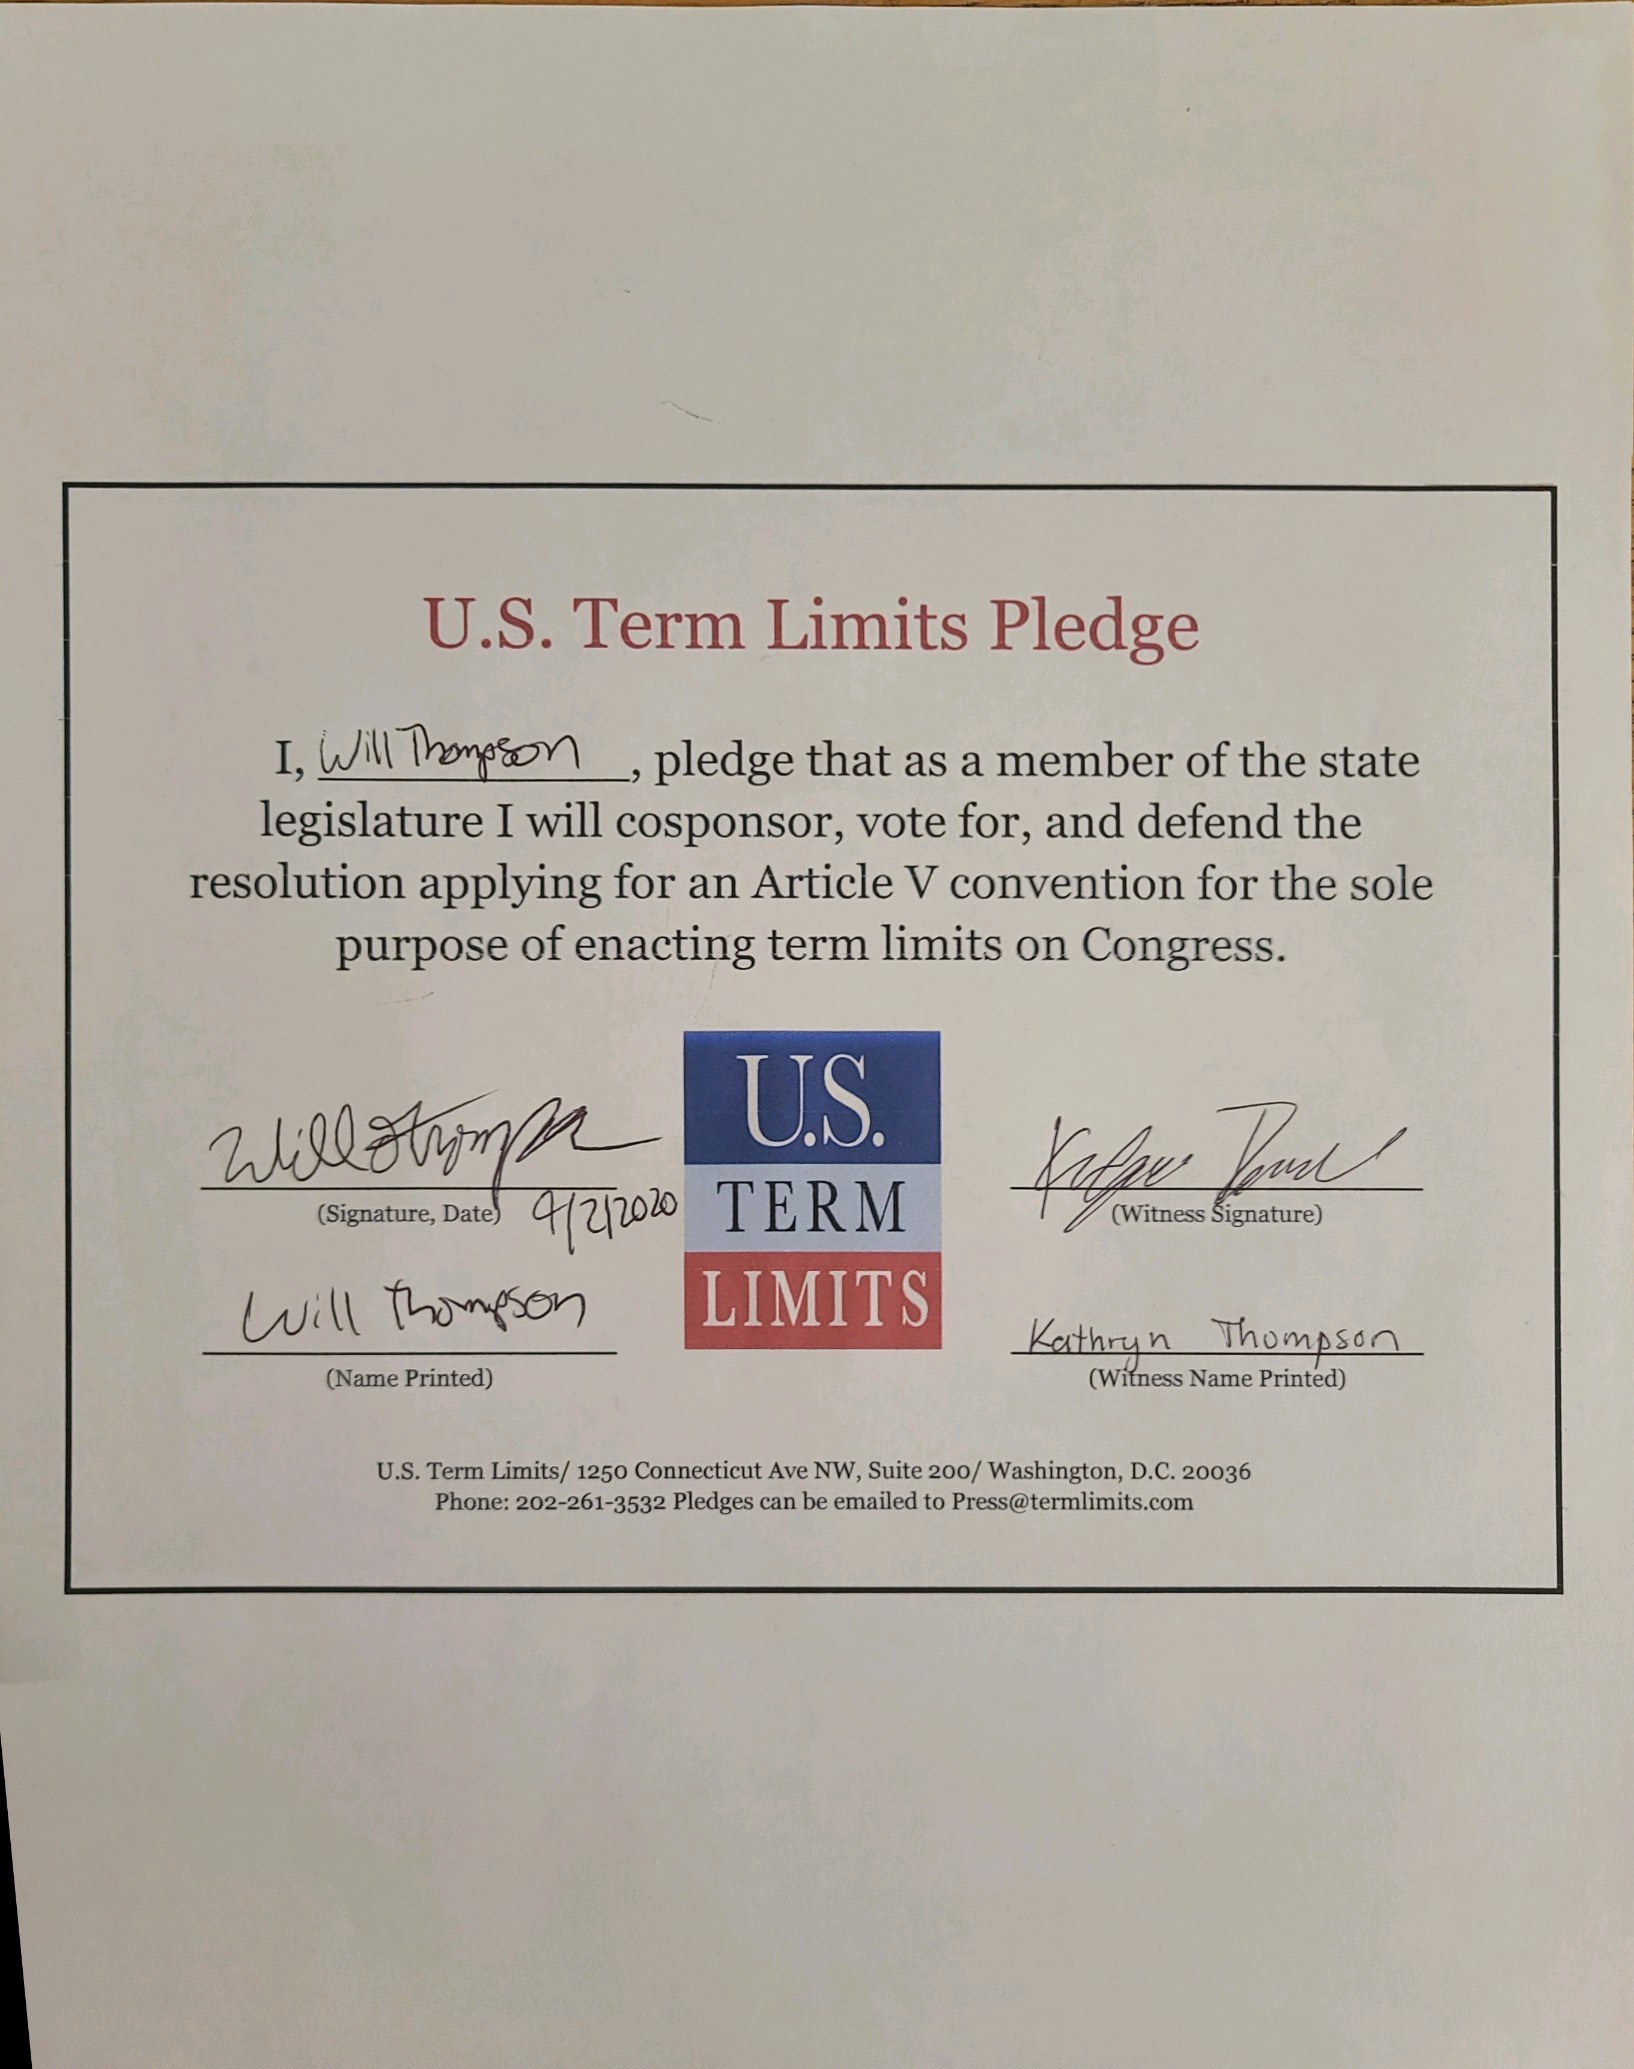 U.S. Term Limits Pledge
I, Will Thompson, pledge that as a member of the state
legislature I will cosponsor, vote for, and defend the
resolution applying for an Article V convention for the sole
purpose of enacting term limits on Congress.
U.S.
TERM
LIMITS
Will Thompson
(Signature, Date) 9/2/2020
Will Thompson
(Name Printed)
(Witness Signature)
Kathryn Thompson
(Witness Name Printed)
U.S. Term Limits/ 1250 Connecticut Ave NW, Suite 200/ Washington, D.C. 20036
Phone: 202-261-3532 Pledges can be emailed to Press@termlimits.com